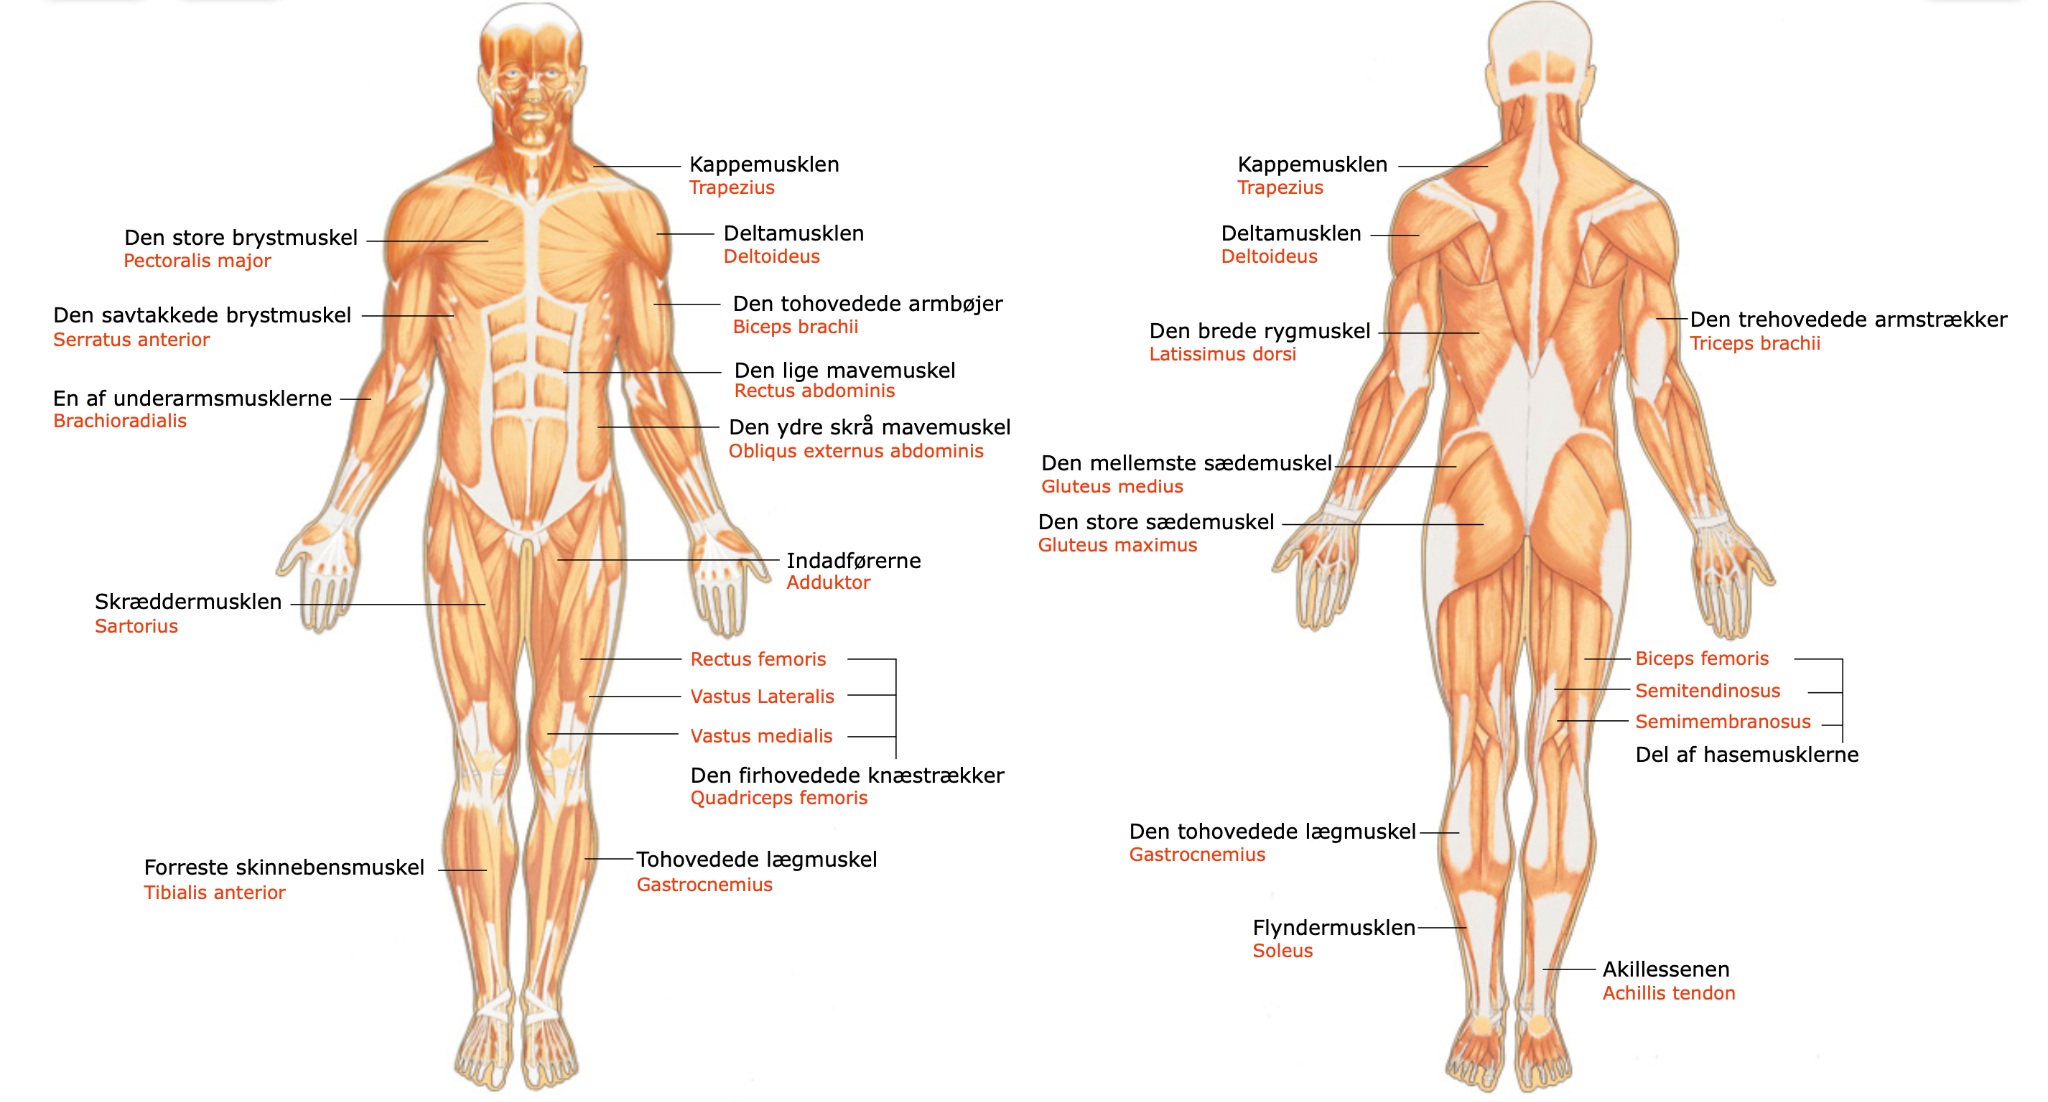 Kappemusklen
Trapezius
Den store brystmuskel
Pectoralis major
Deltamusklen
Deltoideus
Den savtakkede brystmuskel
Serratus anterior
Den tohovedede armbøjer
Biceps brachii
En af underarmsmusklerne
Brachioradialis
Den lige mavemuskel
Rectus abdominis
Den ydre skrå mavemuskel
Obliqus externus abdominis
Indadførerne
Adduktor
Skræddermusklen
Sartorius
Rectus femoris
Vastus Lateralis
Vastus medialis
Den firhovedede knæstrækker
Quadriceps femoris
Forreste skinnebensmuskel
Tibialis anterior
Tohovedede lægmuskel
Gastrocnemius
Kappemusklen
Trapezius
Deltamusklen
Deltoideus
Den brede rygmuskel
Latissimus dorsi
Den trehovedede armstrækker
Triceps brachii
Den mellemste sædemuskel
Gluteus medius
Den store sædemuskel
Gluteus maximus
Biceps femoris
Semitendinosus
Semimembranosus
Del af hasemusklerne
Den tohovedede lægmuskel
Gastrocnemius
Flyndermusklen
Soleus
Akillessenen
Achillis tendon